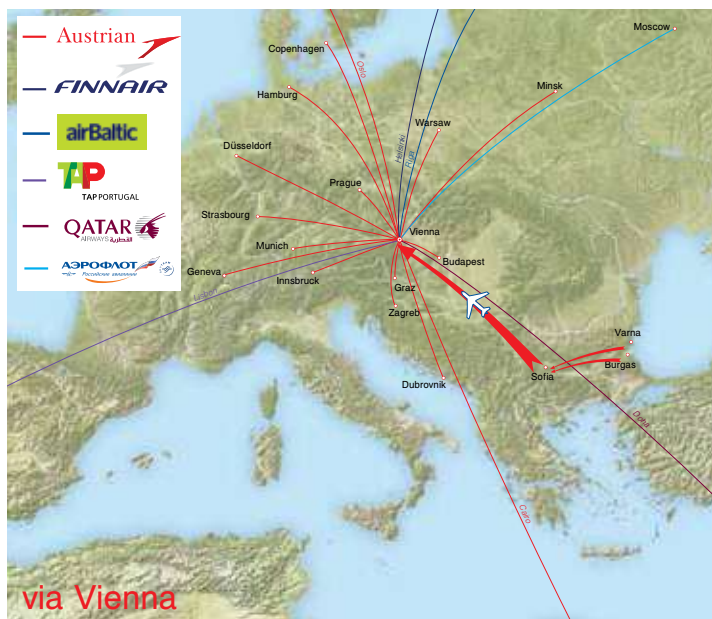 Austrian
FINNAIR
airBaltic
TAP
TAP PORTUGAL
QATAR
AIRWAYS القطرية
АЭРОФЛОТ
Российские авиалинии
Moscow
Copenhagen
Oslo
Minsk
Hamburg
Warsaw
Helsinki
Riga
Düsseldorf
Prague
Strasbourg
Vienna
Munich
Budapest
Geneva
Innsbruck
Graz
Lisbon
Zagreb
Varna
Burgas
Sofia
Dubrovnik
Doha
Cairo
via Vienna